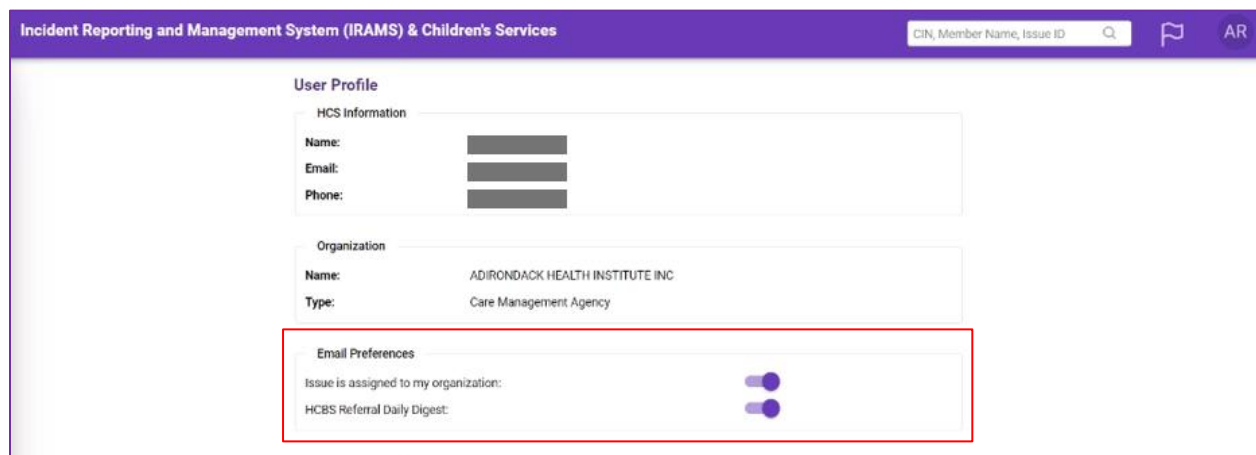 Incident Reporting and Management System (IRAMS) & Children's Services
CIN, Member Name, Issue ID
AR
User Profile
HCS Information
Name:
Email:
Phone:
Organization
Name: ADIRONDACK HEALTH INSTITUTE INC
Type: Care Management Agency
Email Preferences
Issue is assigned to my organization:
HCBS Referral Daily Digest: